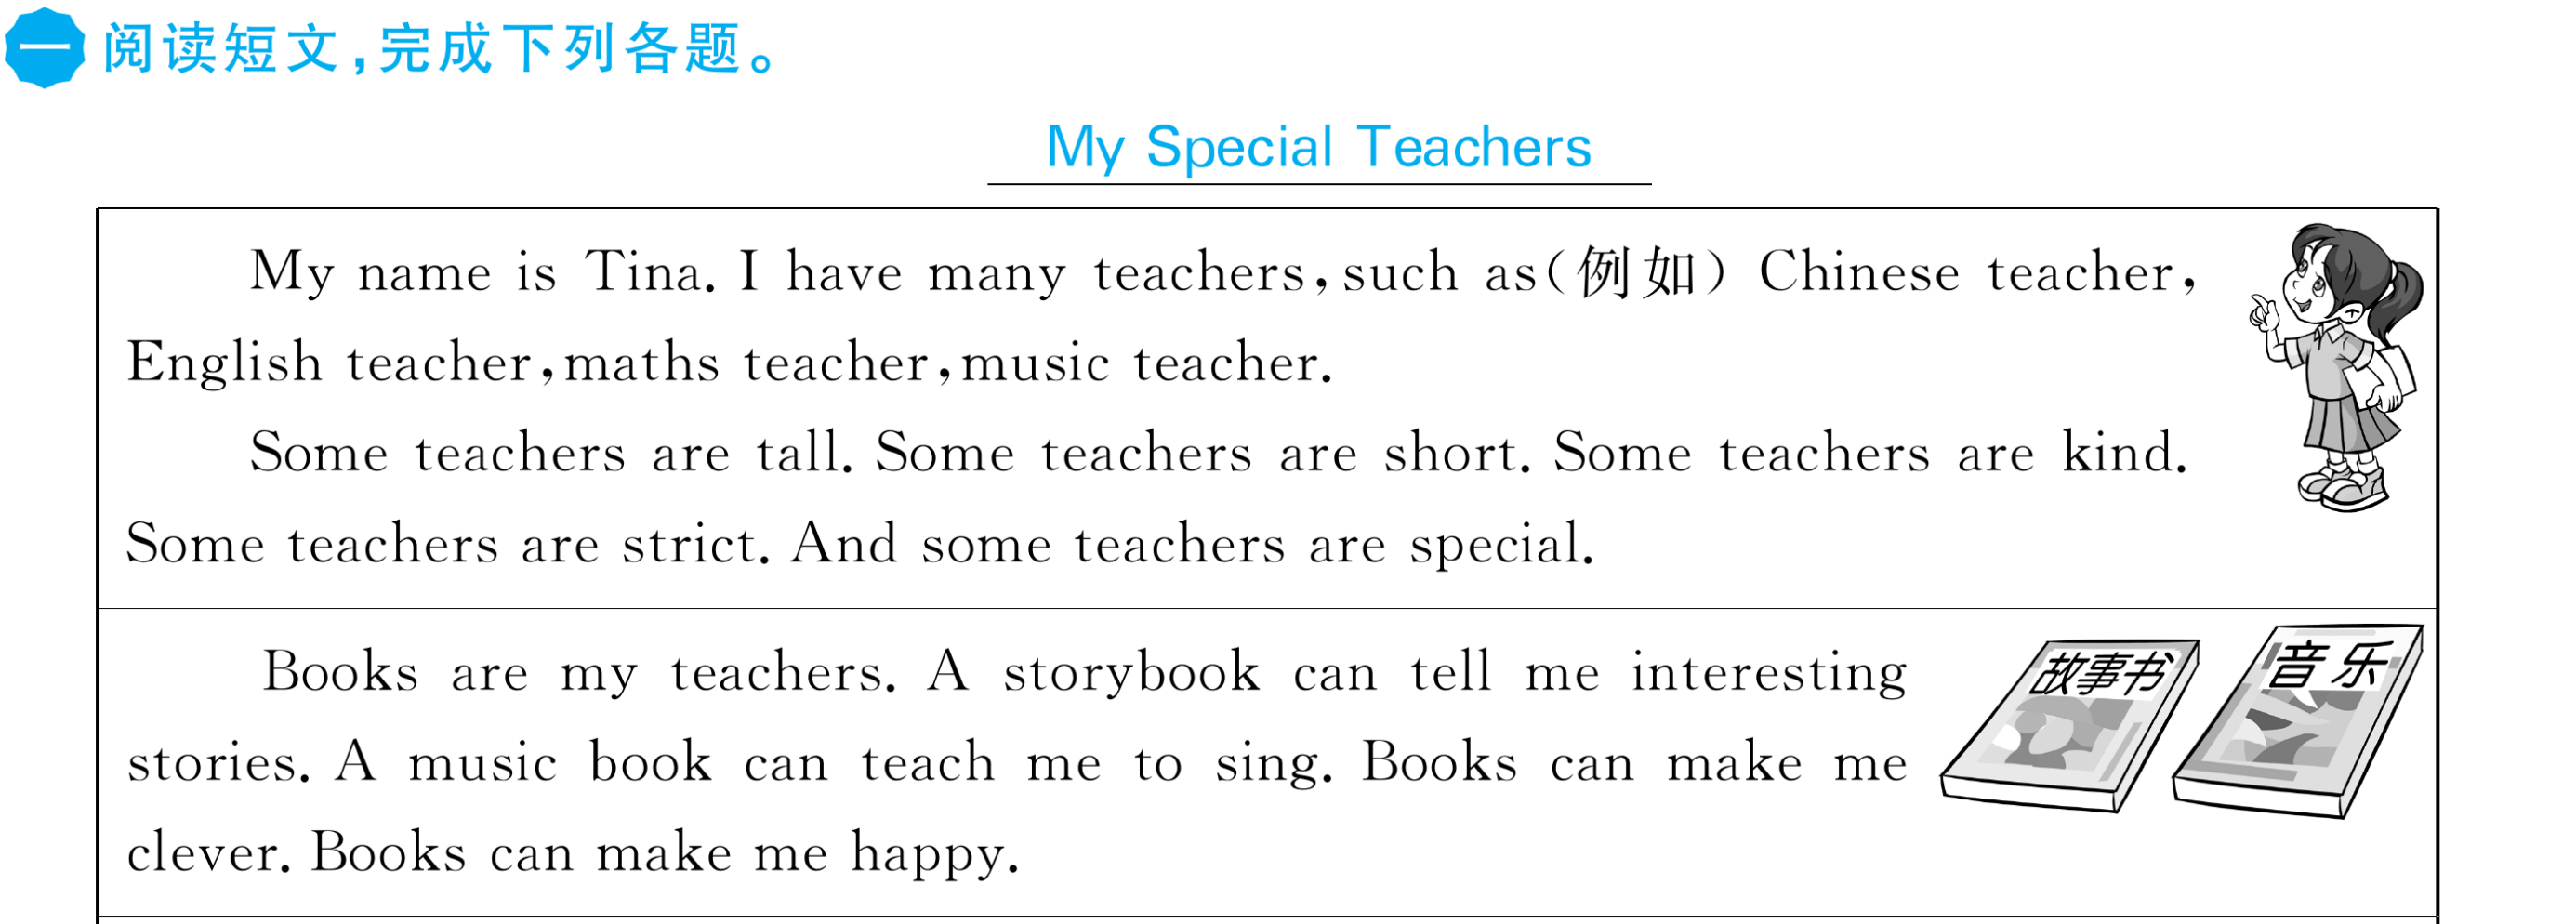 一 阅读短文,完成下列各题。
My Special Teachers
My name is Tina. I have many teachers, such as(例如) Chinese teacher,
English teacher, maths teacher, music teacher.
Some teachers are tall. Some teachers are short. Some teachers are kind.
Some teachers are strict. And some teachers are special.
Books are my teachers. A storybook can tell me interesting
stories. A music book can teach me to sing. Books can make me
clever. Books can make me happy.
故事书
音乐